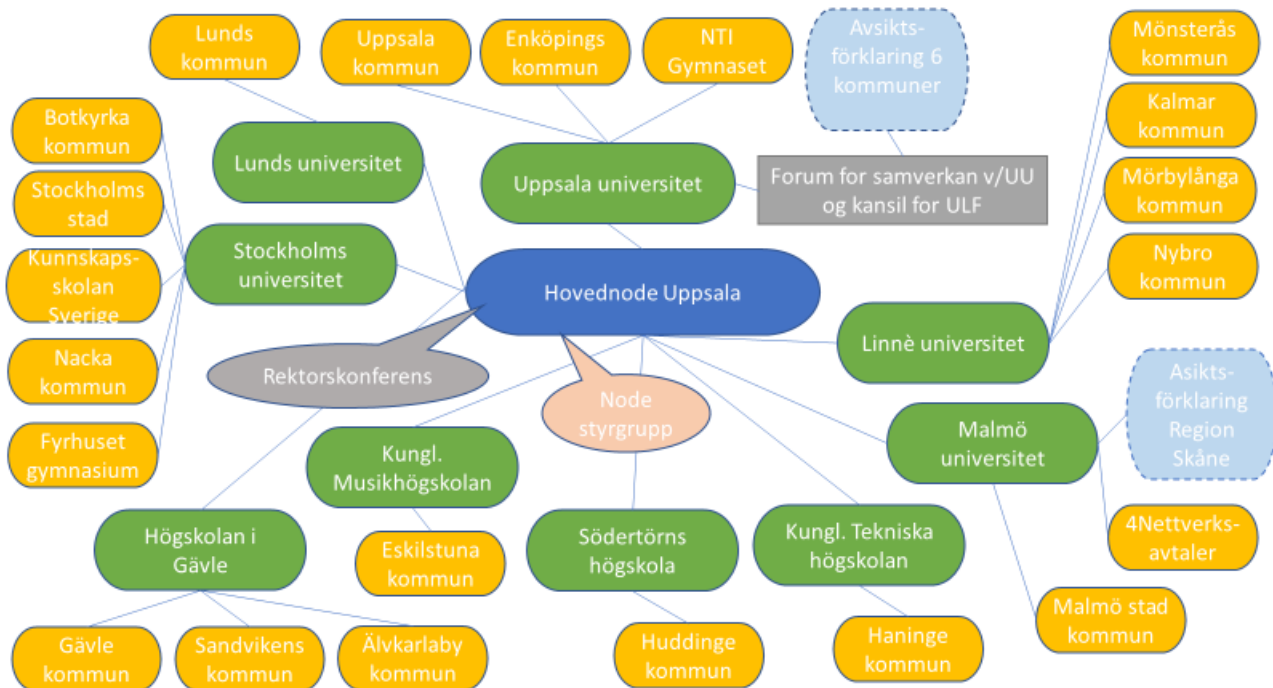 Lunds
kommun
Uppsala
kommun
Enköpings
kommun
NTI
Gymnaset
Avsikts-
förklaring 6
kommuner
Mönsterås
kommun
Botkyrka
kommun
Lunds universitet
Uppsala universitet
Forum for samverkan v/UU
og kansil for ULF
Kalmar
kommun
Stockholms
stad
Mörbylånga
kommun
Kunnskaps-
skolan
Sverige
Stockholms
universitet
Hovednode Uppsala
Nybro
kommun
Linnè universitet
Nacka
kommun
Rektorskonferens
Node
styrgrupp
Asikts-
förklaring
Region
Skåne
Malmö
universitet
Fyrhuset
gymnasium
Kungl.
Musikhögskolan
Högskolan i
Gävle
Eskilstuna
kommun
Södertörns
högskola
Kungl. Tekniska
högskolan
4Nettverks-
avtaler
Malmö stad
kommun
Gävle
kommun
Sandvikens
kommun
Älvkarlaby
kommun
Huddinge
kommun
Haninge
kommun